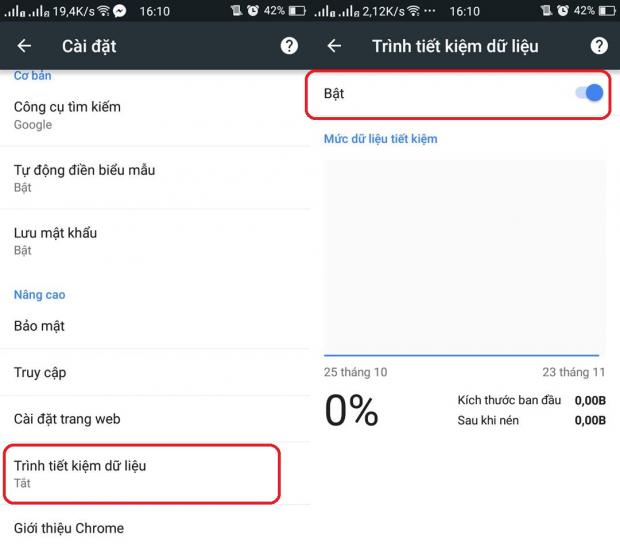 19,4K/s 16:10 42%
Cài đặt
Cơ bản
Công cụ tìm kiếm
Google
Tự động điền biểu mẫu
Bật
Lưu mật khẩu
Bật
Nâng cao
Bảo mật
Truy cập
Cài đặt trang web
Trình tiết kiệm dữ liệu
Tắt
Giới thiệu Chrome
2,12K/s 16:10 42%
Trình tiết kiệm dữ liệu
Bật
Mức dữ liệu tiết kiệm
25 tháng 10 23 tháng 11
0%
Kích thước ban đầu 0,00B
Sau khi nén 0,00B